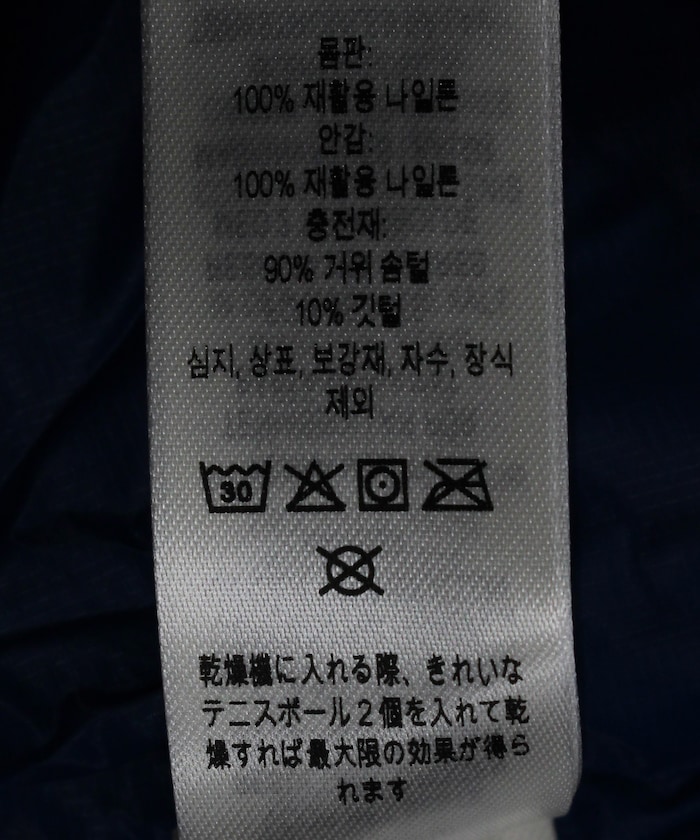 몸판:
100% 재활용 나일론
안감:
100% 재활용 나일론
충전재:
90% 거위 솜털
10% 깃털
심지, 상표, 보강재, 자수, 장식
제외
30
乾燥機に入れる際、きれいな
テニスボール2個を入れて乾
燥すれば最大限の効果が得ら
れます